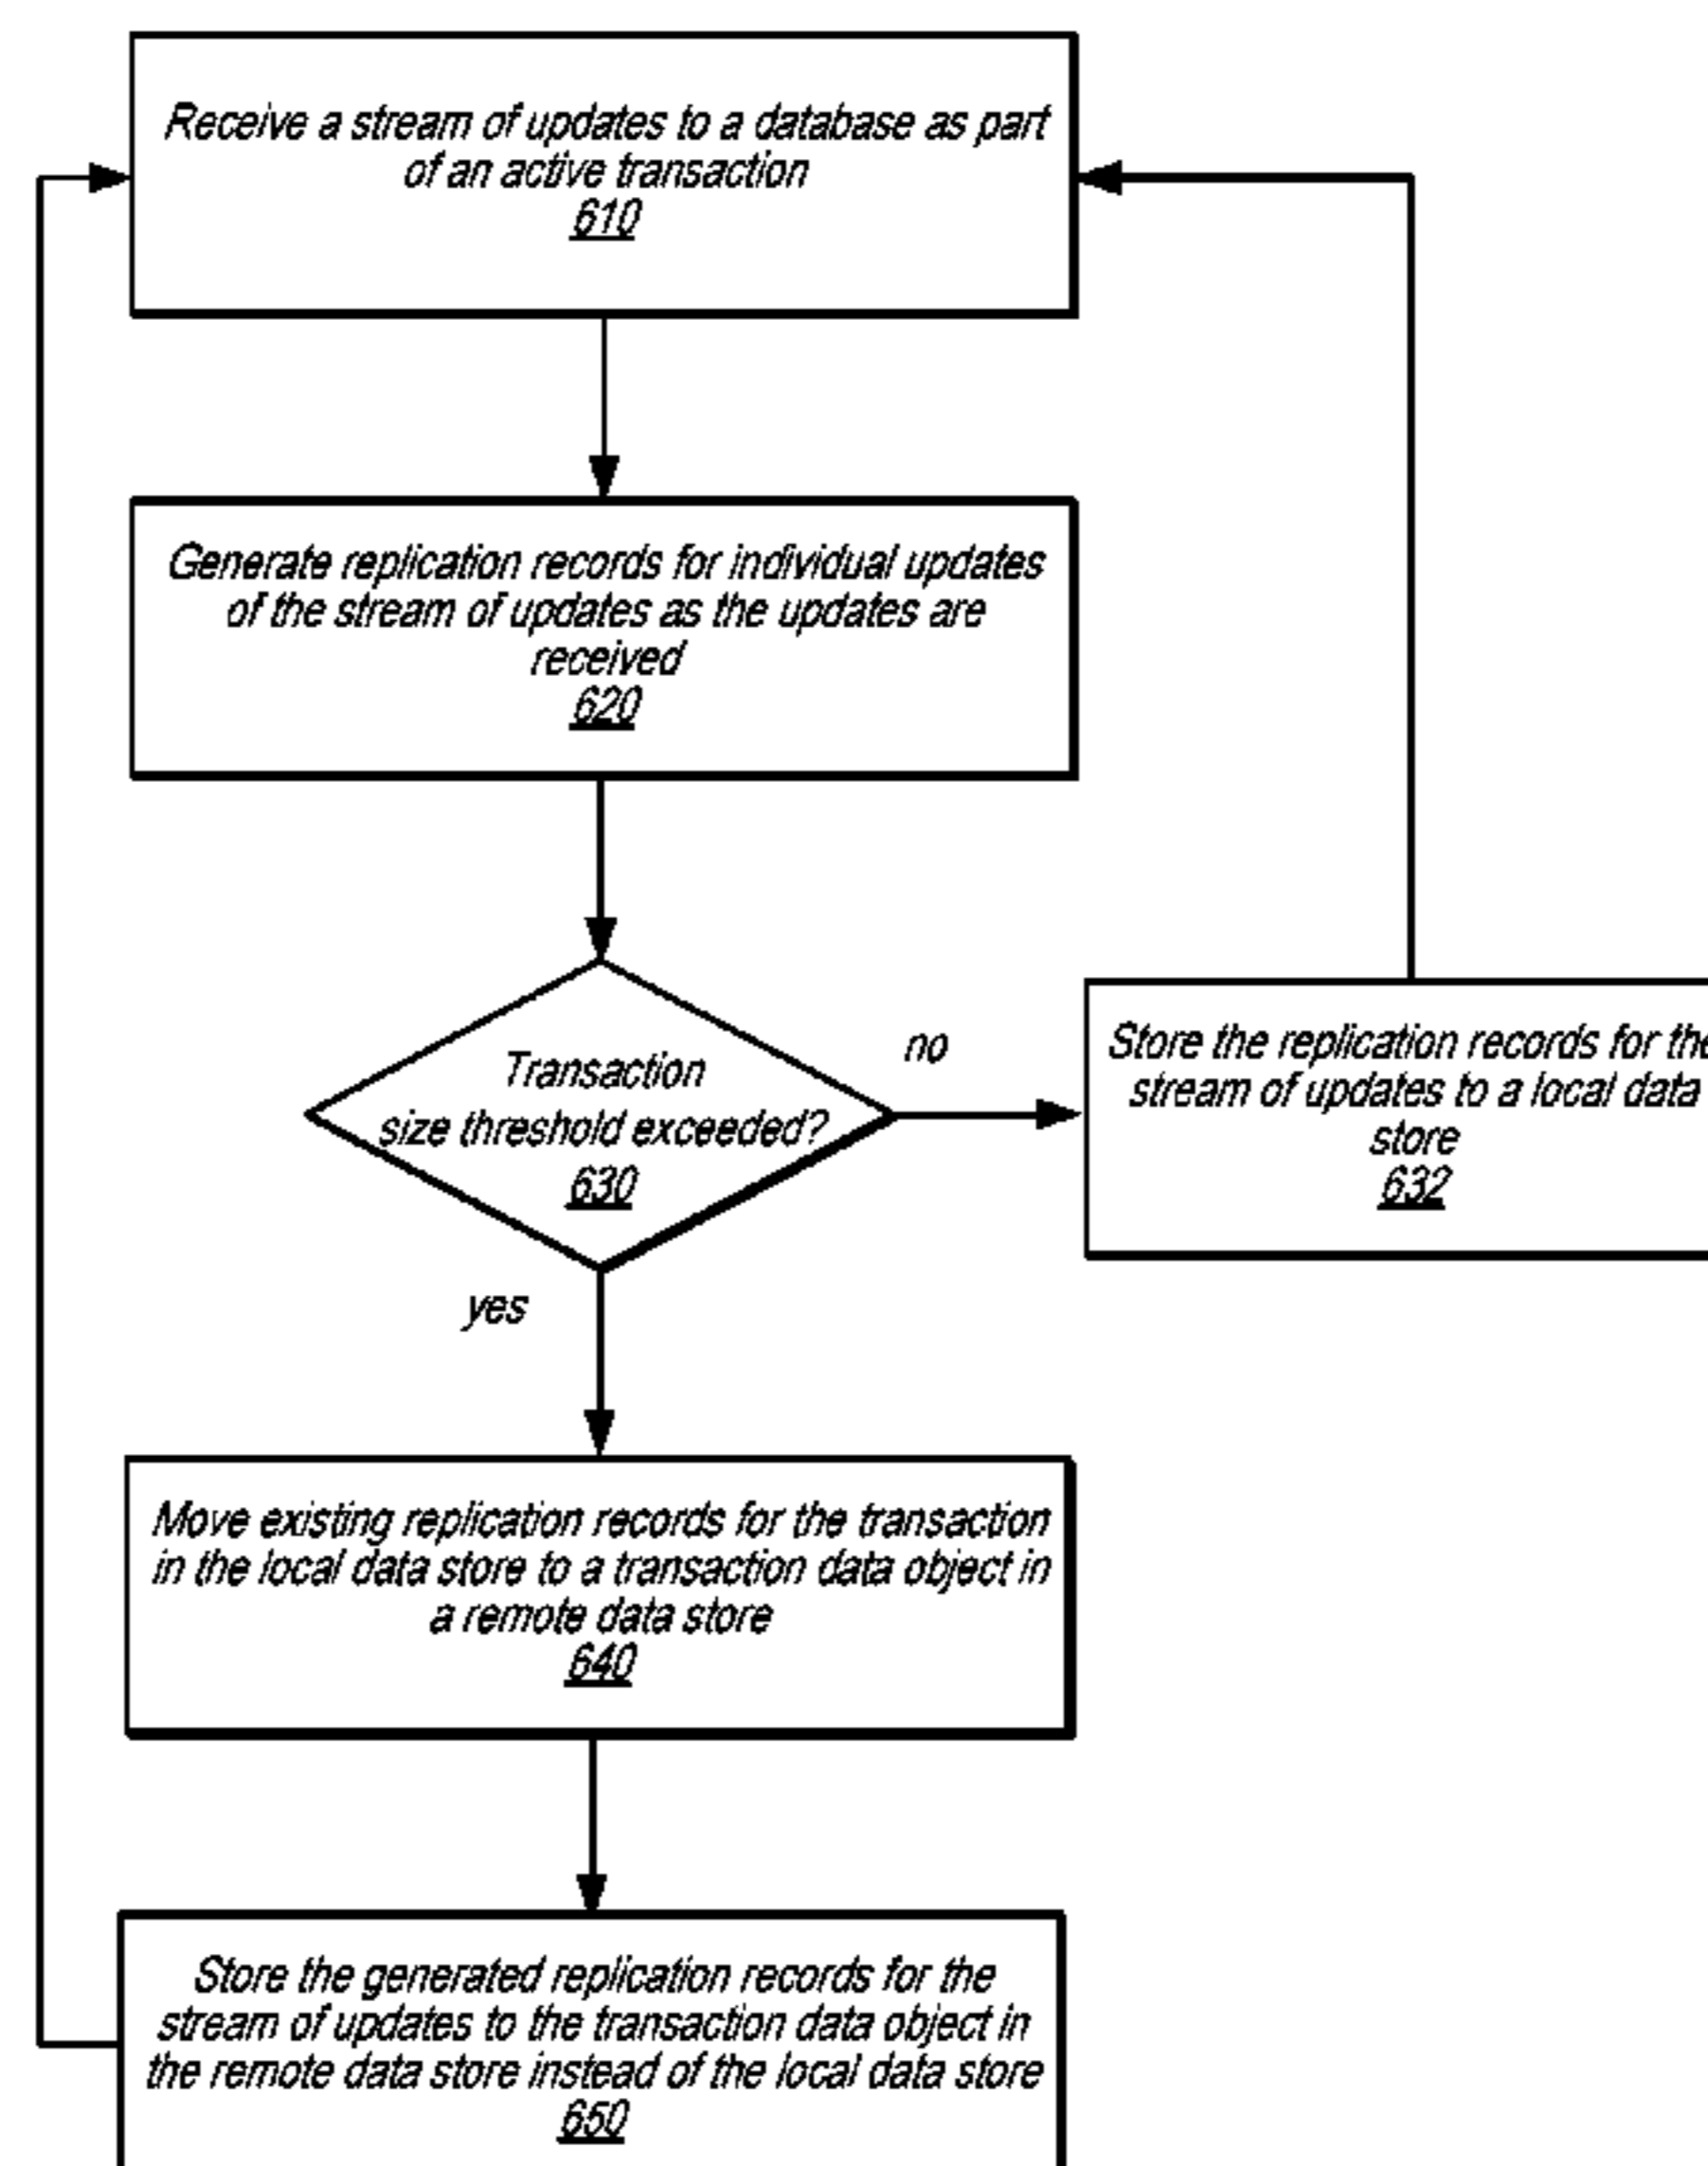 Receive a stream of updates to a database as part
of an active transaction
610
Generate replication records for individual updates
of the stream of updates as the updates are
received
620
Transaction
size threshold exceeded?
630
no
Store the replication records for the
stream of updates to a local data
store
632
yes
Move existing replication records for the transaction
in the local data store to a transaction data object in
a remote data store
640
Store the generated replication records for the
stream of updates to the transaction data object in
the remote data store instead of the local data store
650